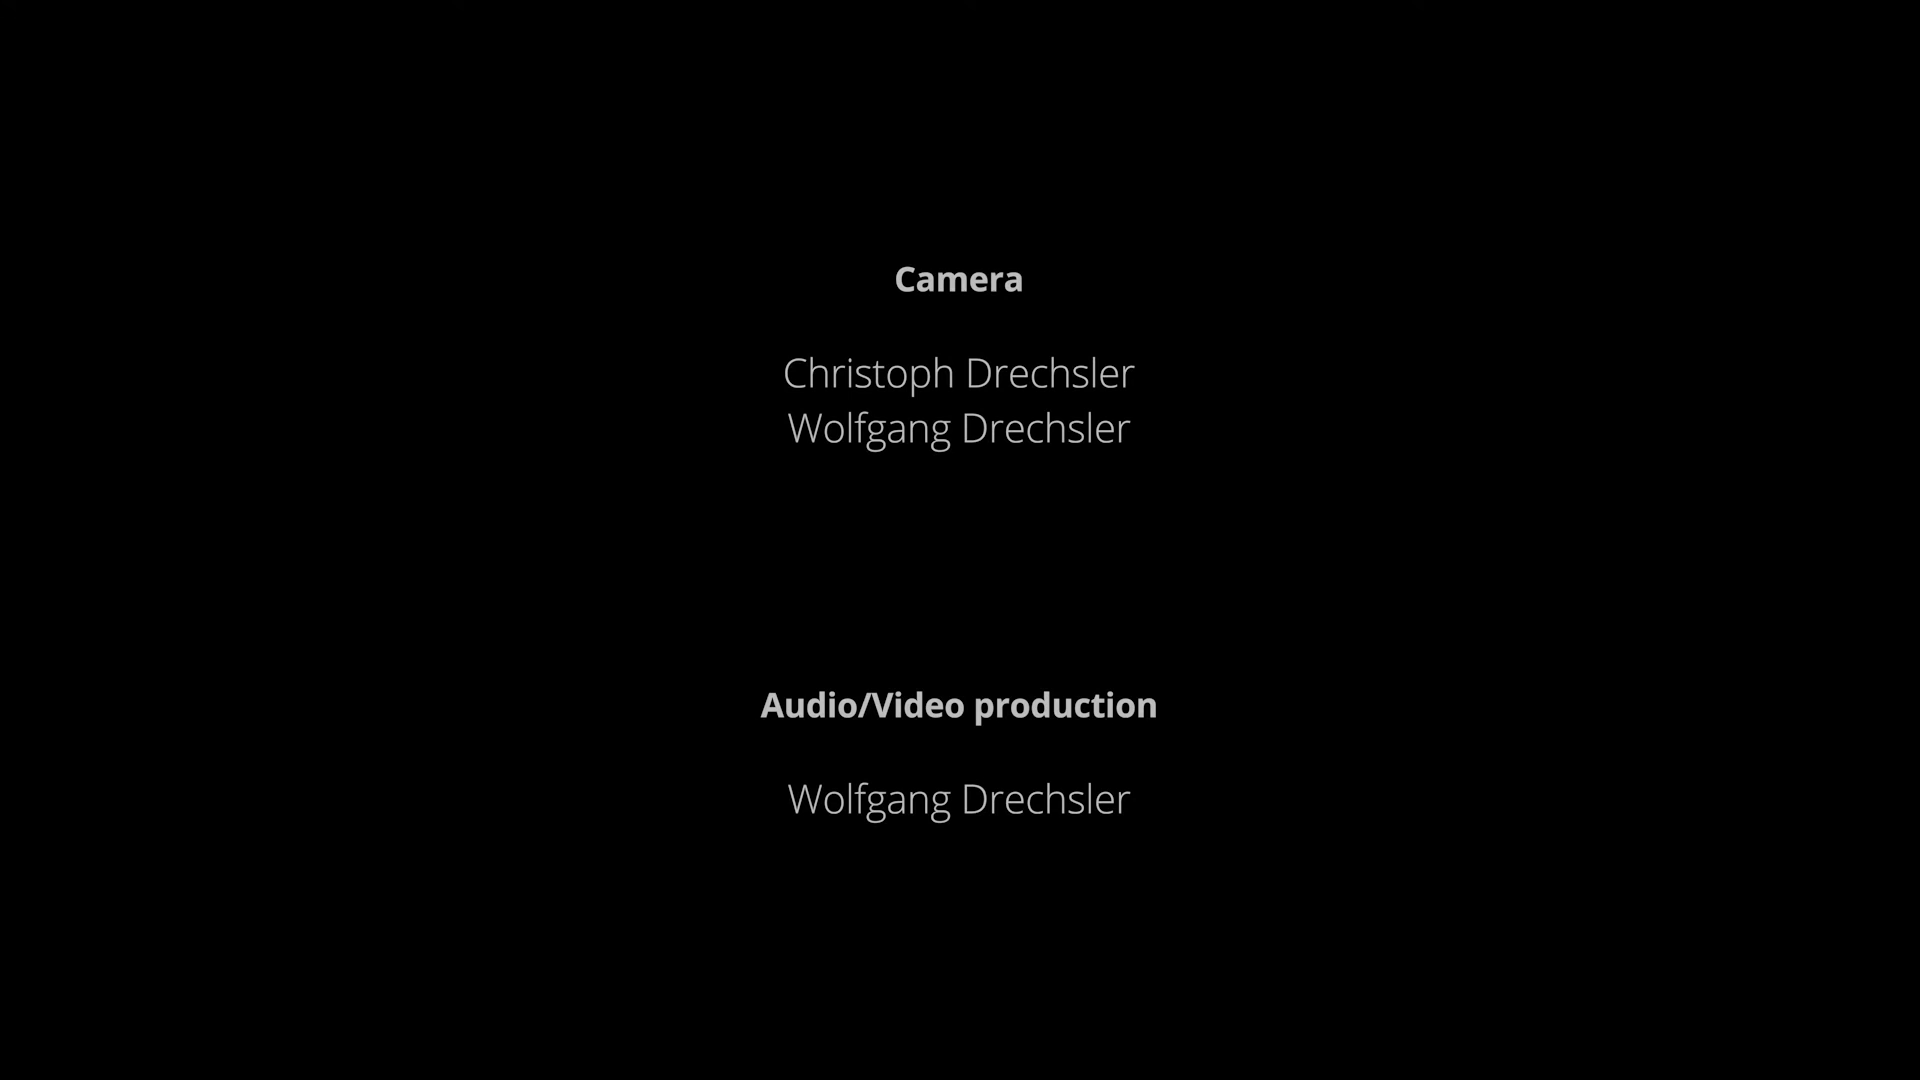 Camera
Christoph Drechsler
Wolfgang Drechsler
Audio/Video production
Wolfgang Drechsler